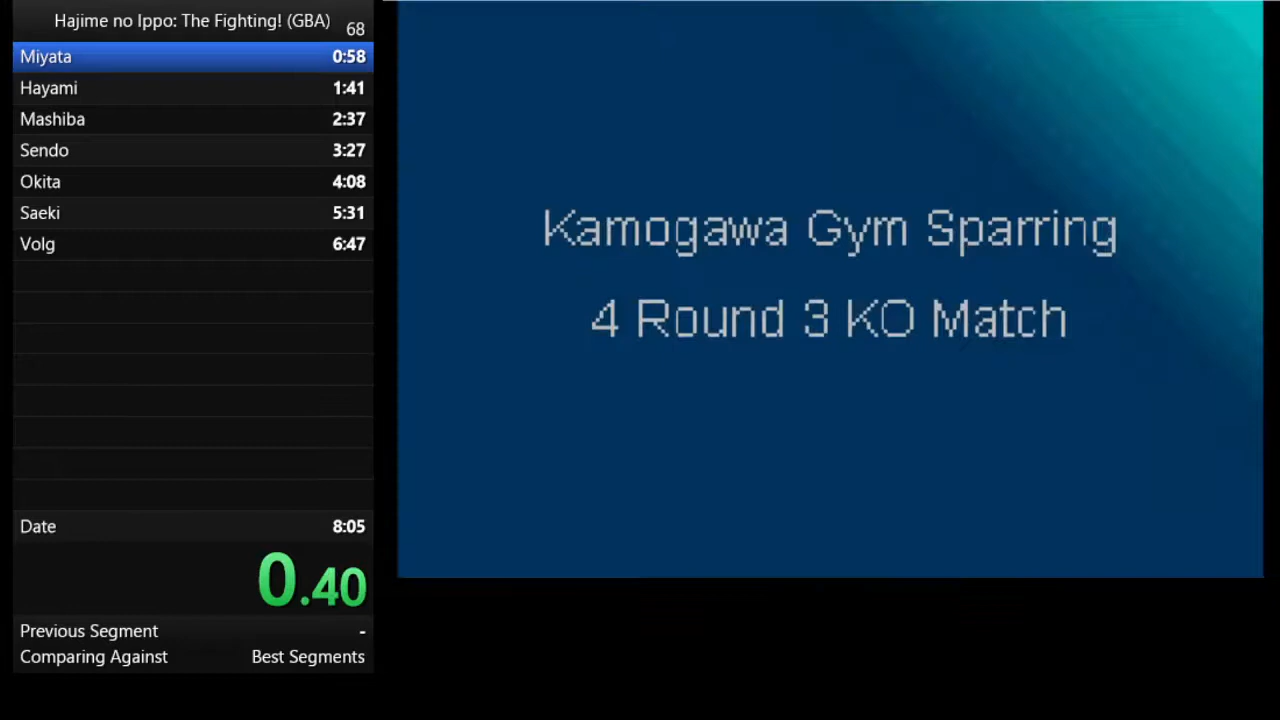 Hajime no Ippo: The Fighting! (GBA) 68
Miyata 0:58
Hayami 1:41
Mashiba 2:37
Sendo 3:27
Okita 4:08
Saeki 5:31
Volg 6:47
Date 8:05
0.40
Previous Segment -
Comparing Against Best Segments
Kamogawa Gym Sparring
4 Round 3 KO Match